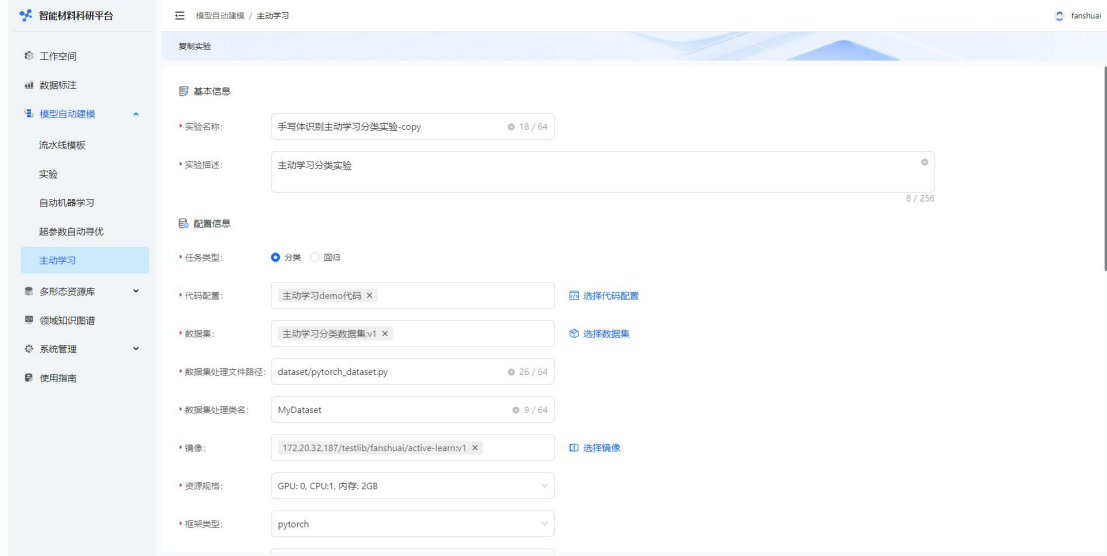 智能材料科研平台
模型自动建模 / 主动学习
fanshuai
工作空间
数据标注
模型自动建模
流水线模板
实验
自动机器学习
超参数自动寻优
主动学习
多形态资源库
领域知识图谱
系统管理
使用指南
复制实验
基本信息
* 实验名称: 手写体识别主动学习分类实验-copy 18 / 64
* 实验描述: 主动学习分类实验
8 / 256
配置信息
* 任务类型: 分类 回归
* 代码配置: 主动学习demo代码 × 选择代码配置
* 数据集: 主动学习分类数据集:v1 × 选择数据集
* 数据集处理文件路径: dataset/pytorch_dataset.py 26 / 64
* 数据集处理类名: MyDataset 9 / 64
* 镜像: 172.20.32.187/testlib/fanshuai/active-learn:v1 × 选择镜像
* 资源规格: GPU: 0, CPU:1, 内存: 2GB
* 框架类型: pytorch